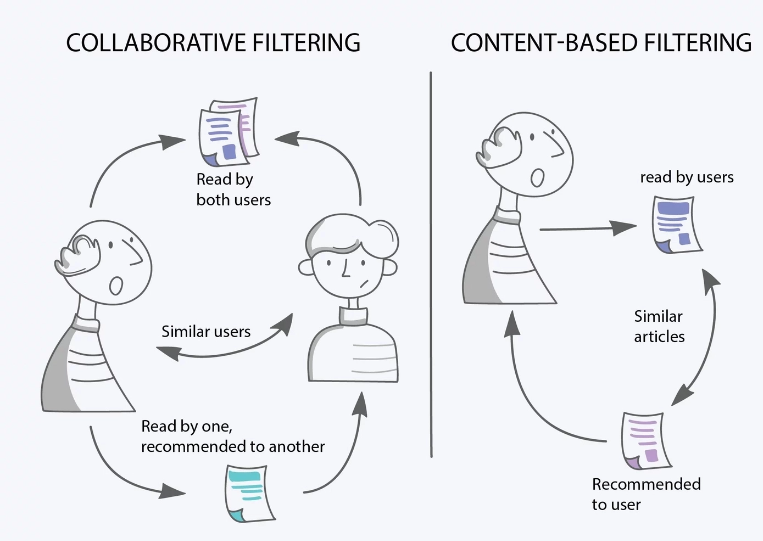 COLLABORATIVE FILTERING
Read by
both users
Similar users
Read by one,
recommended to another
CONTENT-BASED FILTERING
read by users
Similar
articles
Recommended
to user